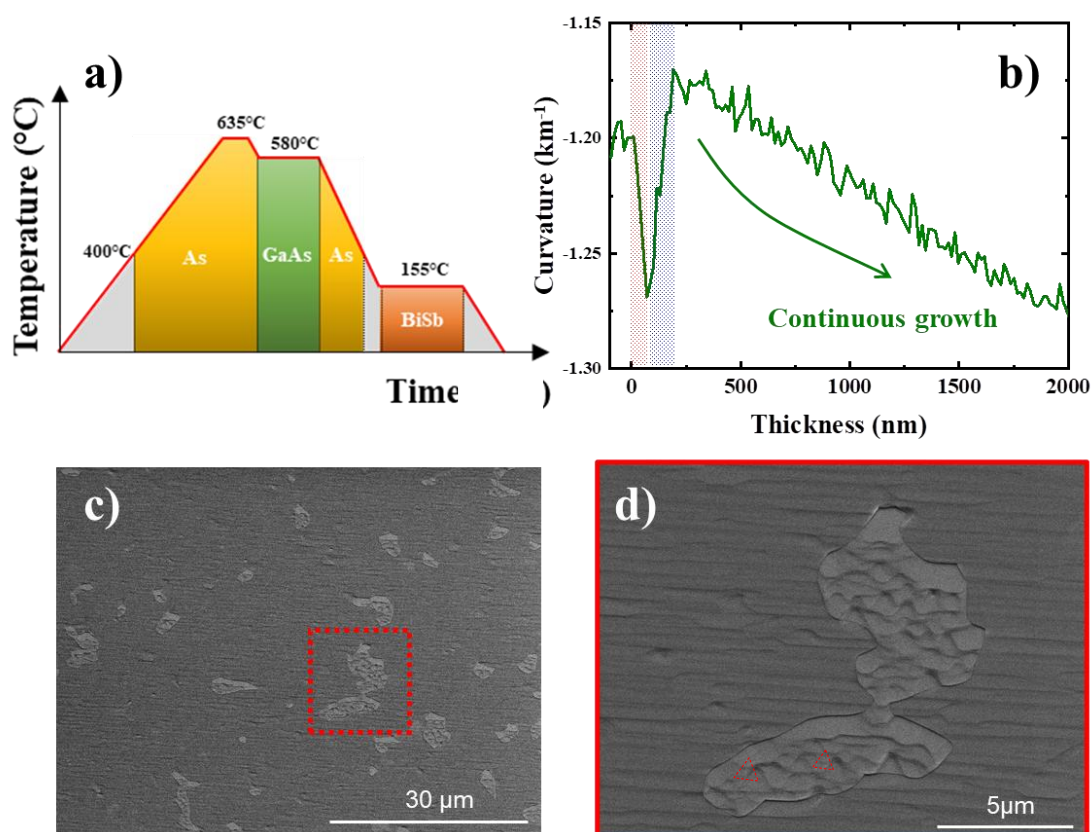 a)
Temperature (°C)
635°C
580°C
400°C
155°C
As
GaAs
As
BiSb
Time
)
b)
Curvature (km⁻¹)
-1.15
-1.20
-1.25
-1.30
Continuous growth
0
500
1000
1500
2000
Thickness (nm)
c)
30 µm
d)
5µm